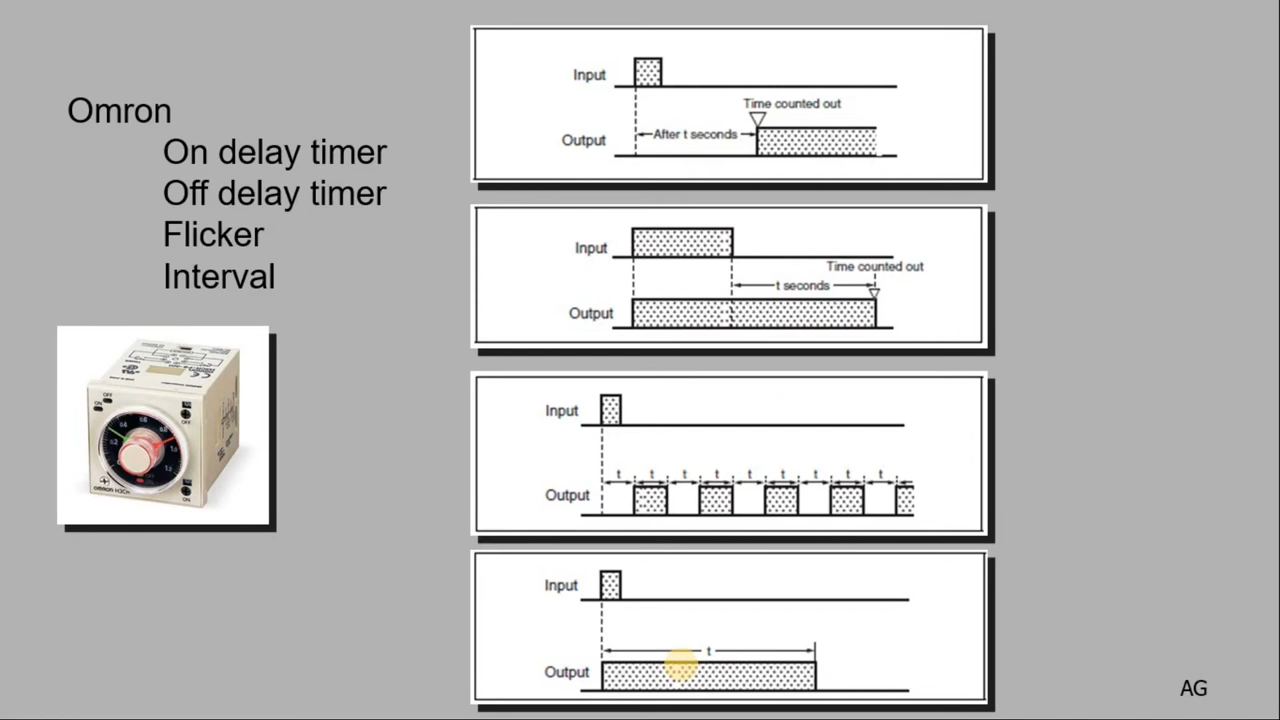 Omron
On delay timer
Off delay timer
Flicker
Interval
Input
Time counted out
After t seconds
Output
Input
Time counted out
t seconds
Output
Input
t t t t t t t t t
Output
Input
t
Output
AG